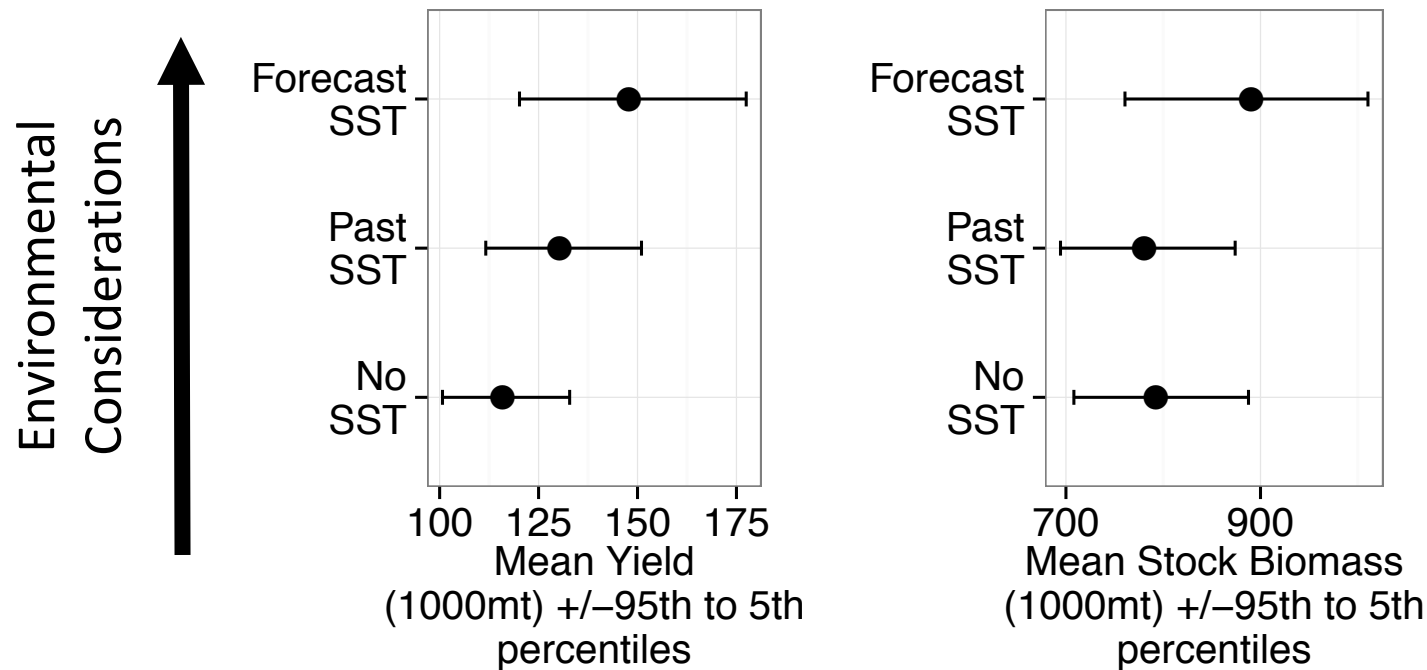 Environmental
Considerations
Forecast
SST
Past
SST
No
SST
100 125 150 175
Mean Yield
(1000mt) +/−95th to 5th
percentiles
Forecast
SST
Past
SST
No
SST
700 900
Mean Stock Biomass
(1000mt) +/−95th to 5th
percentiles